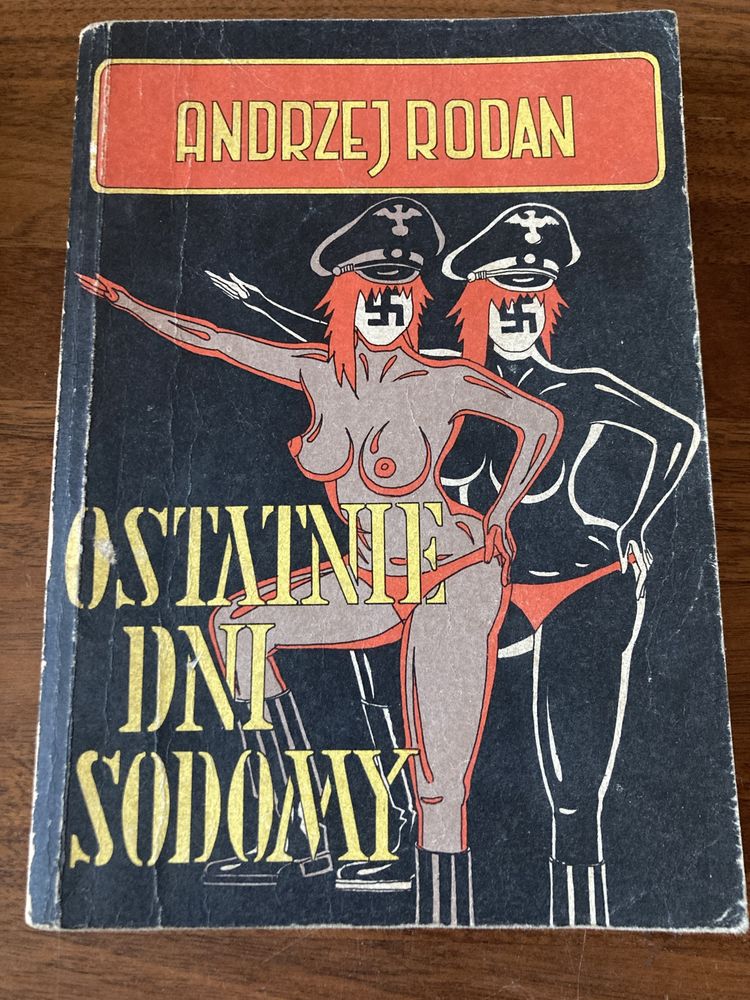 ANDRZEJ RODAN
OSTATNIE
DNI
SODOMY